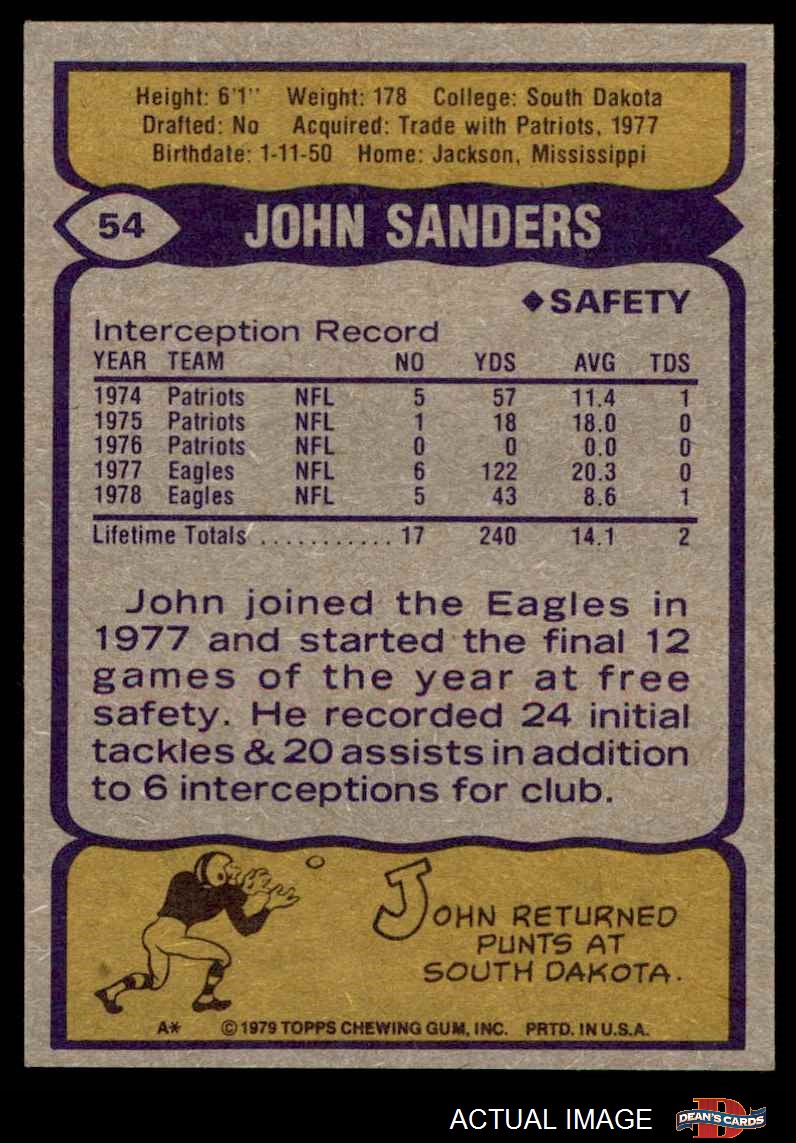 Height: 6'1" Weight: 178 College: South Dakota
Drafted: No Acquired: Trade with Patriots, 1977
Birthdate: 1-11-50 Home: Jackson, Mississippi
54 JOHN SANDERS
◆SAFETY
Interception Record
YEAR TEAM NO YDS AVG TDS
1974 Patriots NFL 5 57 11.4 1
1975 Patriots NFL 1 18 18.0 0
1976 Patriots NFL 0 0 0.0 0
1977 Eagles NFL 6 122 20.3 0
1978 Eagles NFL 5 43 8.6 1
Lifetime Totals ........... 17 240 14.1 2
John joined the Eagles in
1977 and started the final 12
games of the year at free
safety. He recorded 24 initial
tackles & 20 assists in addition
to 6 interceptions for club.
JOHN RETURNED
PUNTS AT
SOUTH DAKOTA.
A* ©1979 TOPPS CHEWING GUM, INC. PRTD. IN U.S.A.
ACTUAL IMAGE
D
DEAN'S CARDS